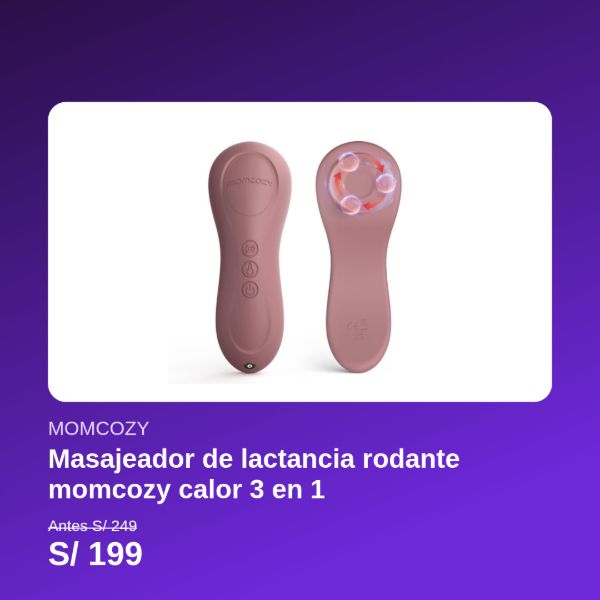 momcozy
MOMCOZY
Masajeador de lactancia rodante
momcozy calor 3 en 1
Antes S/ 249
S/ 199